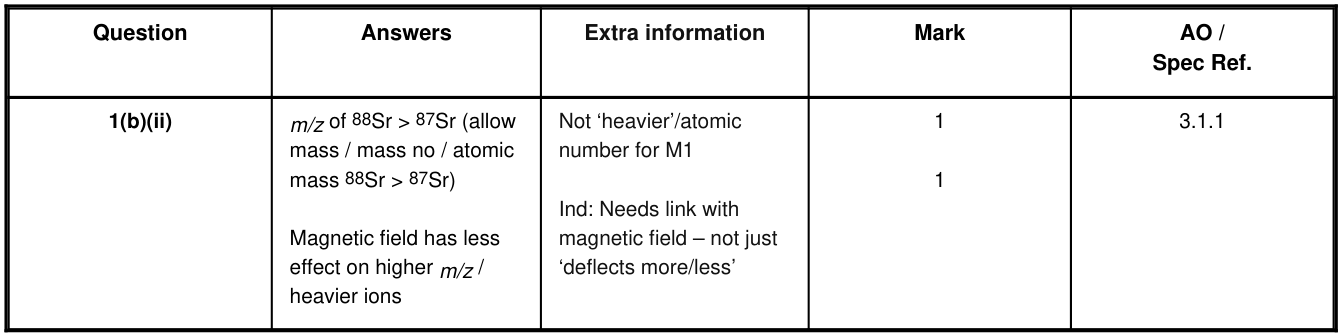 Question Answers Extra information Mark AO /
Spec Ref.
1(b)(ii)
m/z of 88Sr > 87Sr (allow
mass / mass no / atomic
mass 88Sr > 87Sr)
Magnetic field has less
effect on higher m/z /
heavier ions
Not ‘heavier’/atomic
number for M1
Ind: Needs link with
magnetic field – not just
‘deflects more/less’
1
1
3.1.1